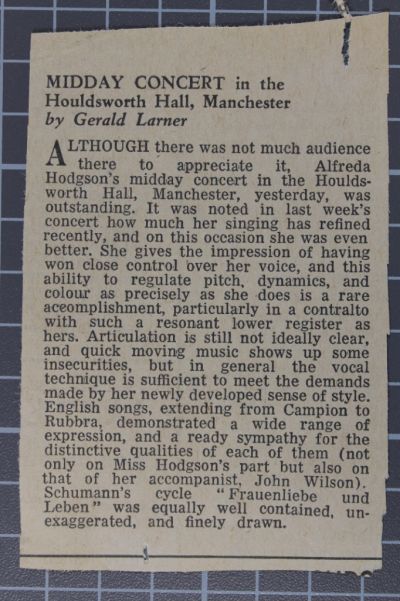 MIDDAY CONCERT in the
Houldsworth Hall, Manchester
by Gerald Larner
ALTHOUGH there was not much audience
there to appreciate it, Alfreda
Hodgson's midday concert in the Houlds-
worth Hall, Manchester, yesterday, was
outstanding. It was noted in last week's
concert how much her singing has refined
recently, and on this occasion she was even
better. She gives the impression of having
won close control over her voice, and this
ability to regulate pitch, dynamics, and
colour as precisely as she does is a rare
accomplishment, particularly in a contralto
with such a resonant lower register as
hers. Articulation is still not ideally clear,
and quick moving music shows up some
insecurities, but in general the vocal
technique is sufficient to meet the demands
made by her newly developed sense of style.
English songs, extending from Campion to
Rubbra, demonstrated a wide range of
expression, and a ready sympathy for the
distinctive qualities of each of them (not
only on Miss Hodgson's part but also on
that of her accompanist, John Wilson).
Schumann's cycle "Frauenliebe und
Leben" was equally well contained, un-
exaggerated, and finely drawn.